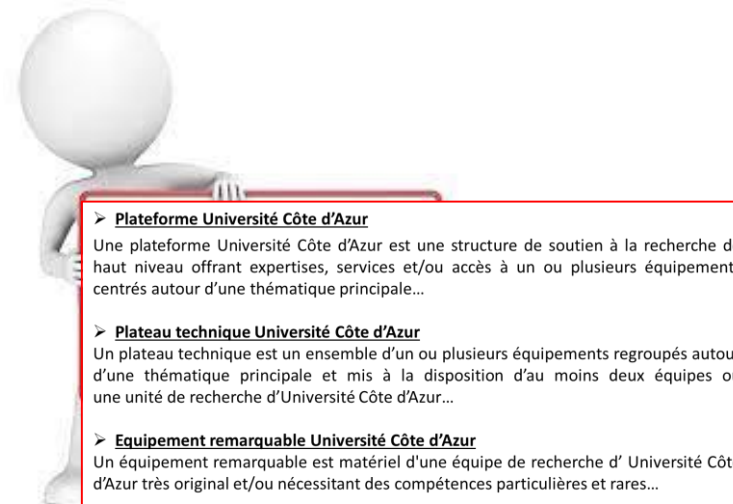 ➢ Plateforme Université Côte d'Azur
Une plateforme Université Côte d'Azur est une structure de soutien à la recherche
haut niveau offrant expertises, services et/ou accès à un ou plusieurs
centrés autour d'une thématique principale…
➢ Plateau technique Université Côte d'Azur
Un plateau technique est un ensemble d'un ou plusieurs équipements regroupés
d'une thématique principale et mis à la disposition d'au moins deux équipes
une unité de recherche d'Université Côte d'Azur…
➢ Equipement remarquable Université Côte d'Azur
Un équipement remarquable est matériel d'une équipe de recherche d' Université
d'Azur très original et/ou nécessitant des compétences particulières et rares…